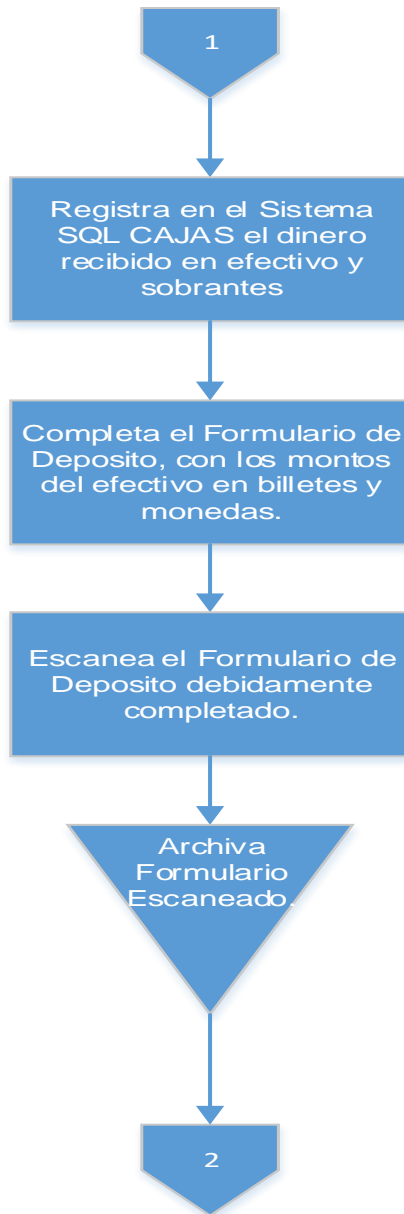 1
Registra en el Sistema
SQL CAJAS el dinero
recibido en efectivo y
sobrantes
Completa el Formulario de
Deposito, con los montos
del efectivo en billetes y
monedas.
Escanea el Formulario de
Deposito debidamente
completado.
Archiva
Formulario
Escaneado.
2